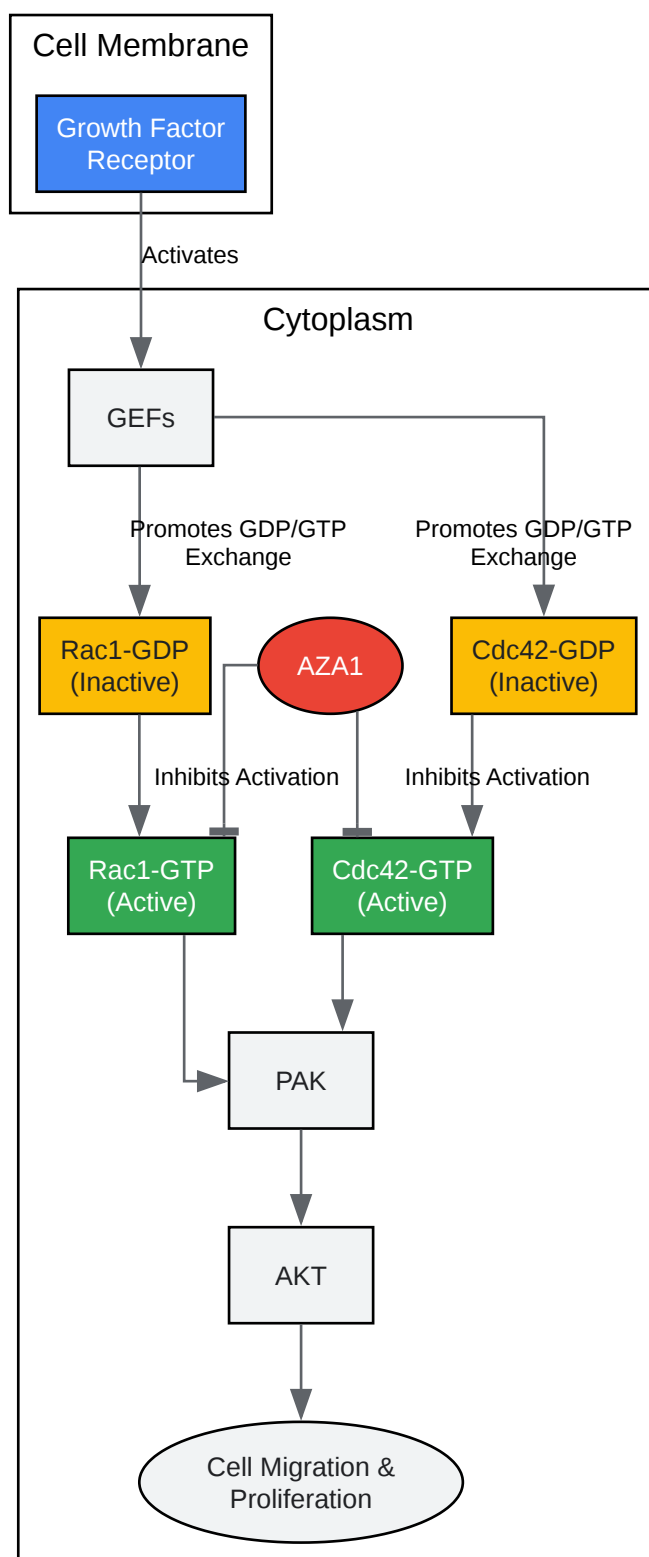 Cell Membrane
Growth Factor
Receptor
Activates
Cytoplasm
GEFs
Promotes GDP/GTP
Exchange
Promotes GDP/GTP
Exchange
Rac1-GDP
(Inactive)
AZA1
Cdc42-GDP
(Inactive)
Inhibits Activation
Inhibits Activation
Rac1-GTP
(Active)
Cdc42-GTP
(Active)
PAK
AKT
Cell Migration &
Proliferation